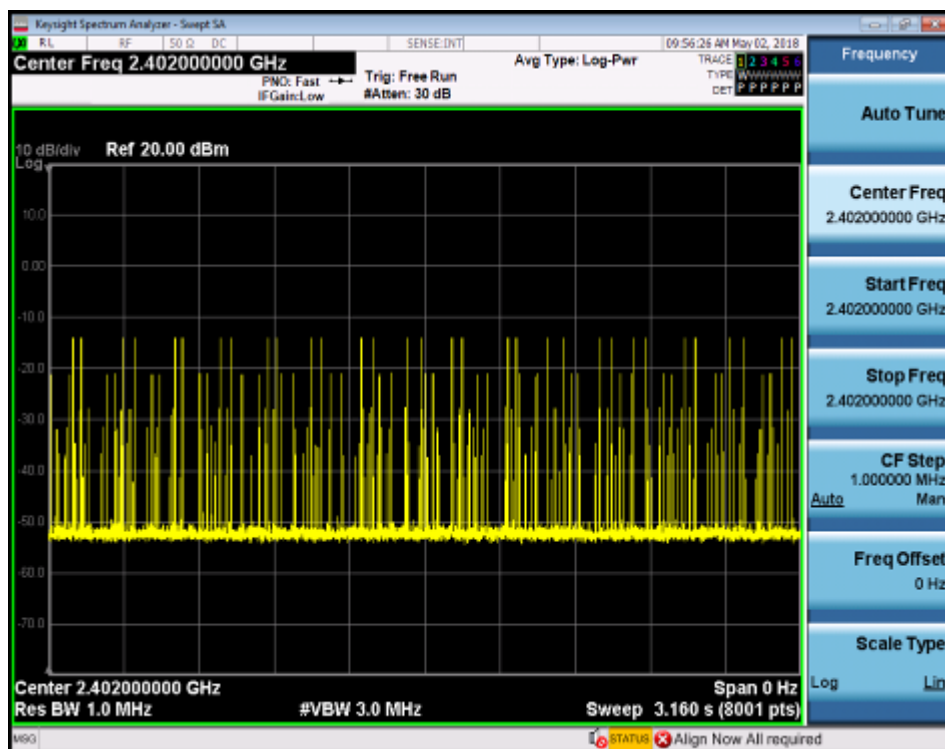 Keysight Spectrum Analyzer - Swept SA
RL RF 50 Ω DC SENSE:INT 09:56:26 AM May 02, 2018
Center Freq 2.402000000 GHz
PNO: Fast
IFGain:Low
Trig: Free Run
#Atten: 30 dB
Avg Type: Log-Pwr
TRACE 1 2 3 4 5 6
TYPE WWWWWW
DET P P P P P P
10 dB/div Ref 20.00 dBm
Log
10.0
0.00
-10.0
-20.0
-30.0
-40.0
-50.0
-60.0
-70.0
Center 2.402000000 GHz Span 0 Hz
Res BW 1.0 MHz #VBW 3.0 MHz Sweep 3.160 s (8001 pts)
MSG STATUS Align Now All required
Frequency
Auto Tune
Center Freq
2.402000000 GHz
Start Freq
2.402000000 GHz
Stop Freq
2.402000000 GHz
CF Step
1.000000 MHz
Auto Man
Freq Offset
0 Hz
Scale Type
Log Lin